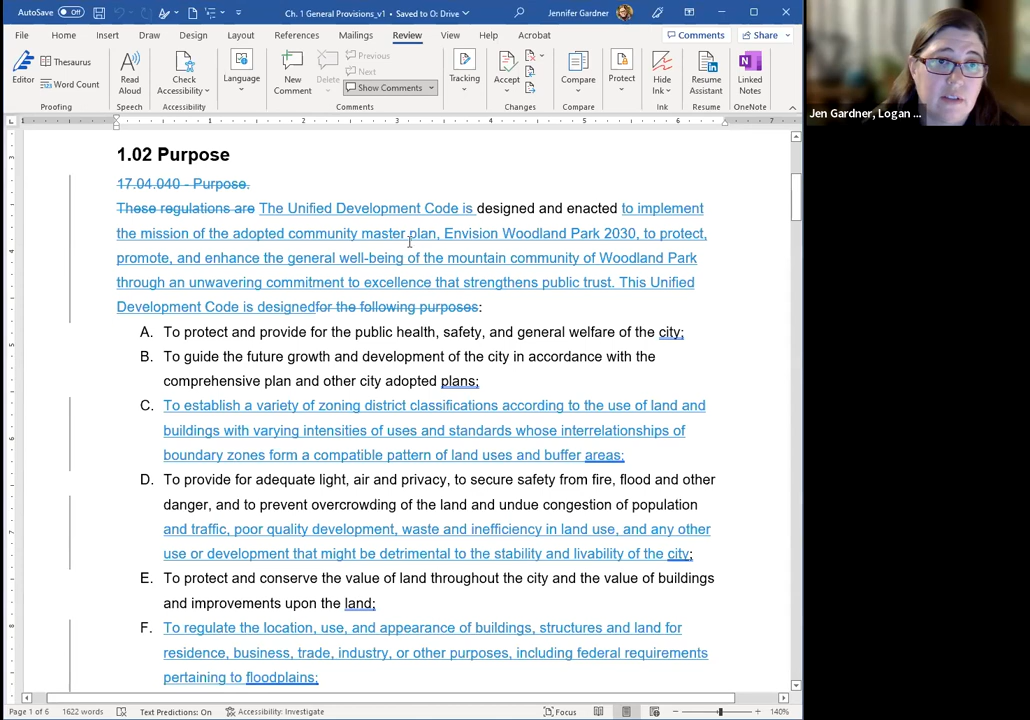 AutoSave Off Ch. 1 General Provisions_v1 • Saved to O: Drive Jennifer Gardner
File Home Insert Draw Design Layout References Mailings Review View Help Acrobat Comments Share
Editor Thesaurus Word Count Read Aloud Check Accessibility Language New Comment Delete Previous Next Show Comments Tracking Accept Compare Protect Hide Ink Resume Assistant Linked Notes
Proofing Speech Accessibility Comments Changes Compare Ink Resume OneNote
Jen Gardner, Logan ...
1 1 2 3 4 5 6 7
1.02 Purpose
17.04.040 - Purpose.
These regulations are The Unified Development Code is designed and enacted to implement
the mission of the adopted community master plan, Envision Woodland Park 2030, to protect,
promote, and enhance the general well-being of the mountain community of Woodland Park
through an unwavering commitment to excellence that strengthens public trust. This Unified
Development Code is designedfor the following purposes:
A. To protect and provide for the public health, safety, and general welfare of the city;
B. To guide the future growth and development of the city in accordance with the
comprehensive plan and other city adopted plans;
C. To establish a variety of zoning district classifications according to the use of land and
buildings with varying intensities of uses and standards whose interrelationships of
boundary zones form a compatible pattern of land uses and buffer areas;
D. To provide for adequate light, air and privacy, to secure safety from fire, flood and other
danger, and to prevent overcrowding of the land and undue congestion of population
and traffic, poor quality development, waste and inefficiency in land use, and any other
use or development that might be detrimental to the stability and livability of the city;
E. To protect and conserve the value of land throughout the city and the value of buildings
and improvements upon the land;
F. To regulate the location, use, and appearance of buildings, structures and land for
residence, business, trade, industry, or other purposes, including federal requirements
pertaining to floodplains;
Page 1 of 6 1622 words Text Predictions: On Accessibility: Investigate Focus 140%